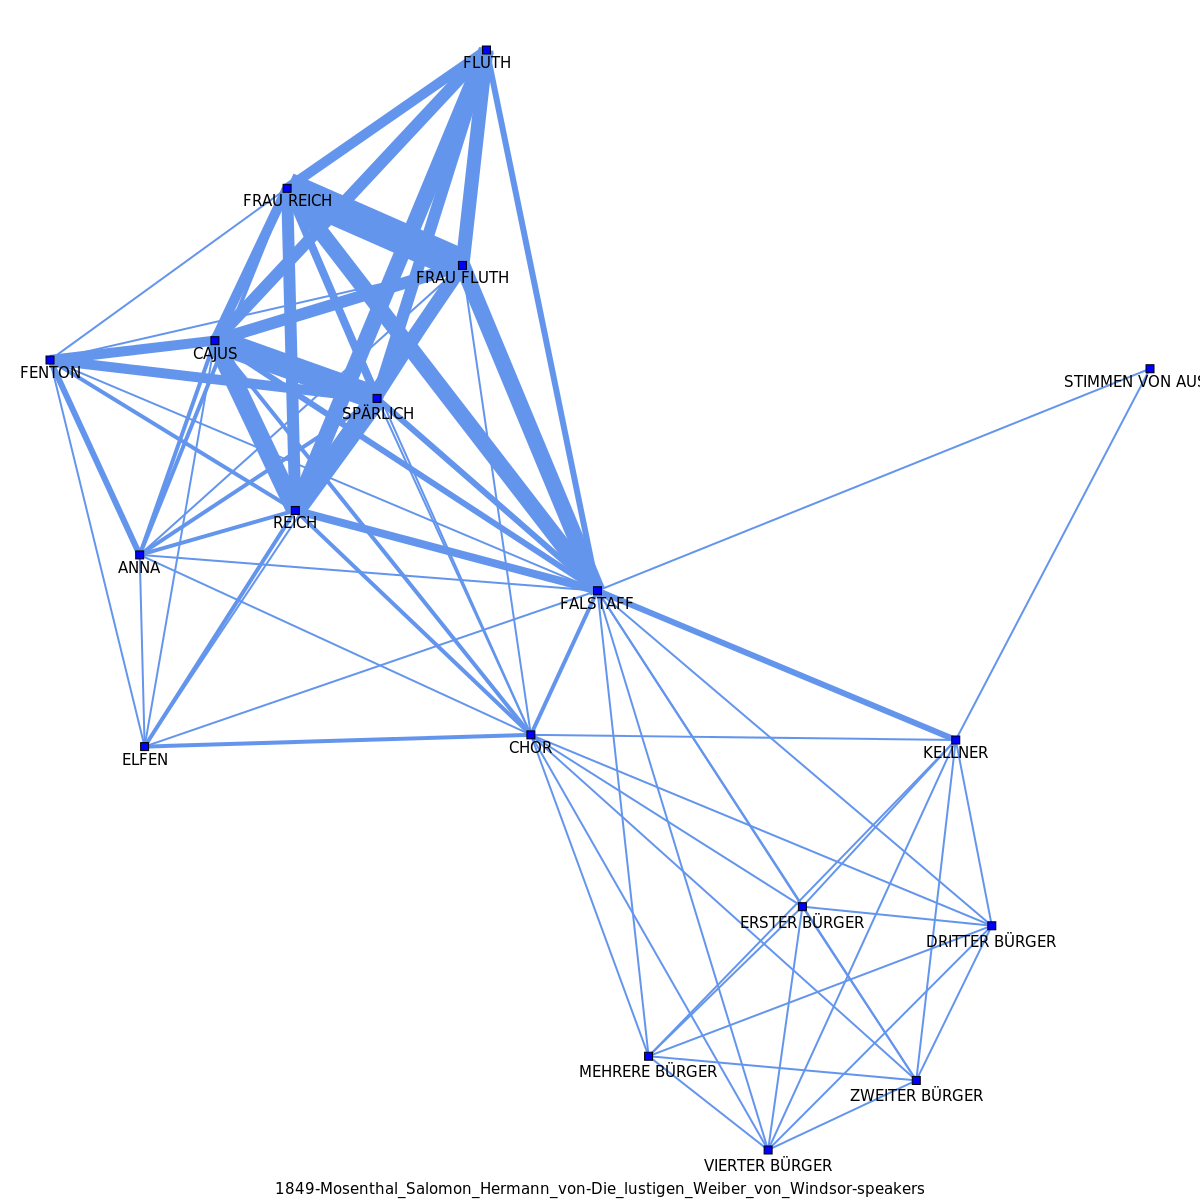 FLUTH
FRAU REICH
FRAU FLUTH
CAJUS
FENTON
STIMMEN VON AUS
SPÄRLICH
REICH
ANNA
FALSTAFF
CHOR
KELLNER
ELFEN
ERSTER BÜRGER
DRITTER BÜRGER
MEHRERE BÜRGER
ZWEITER BÜRGER
VIERTER BÜRGER
1849-Mosenthal_Salomon_Hermann_von-Die_lustigen_Weiber_von_Windsor-speakers